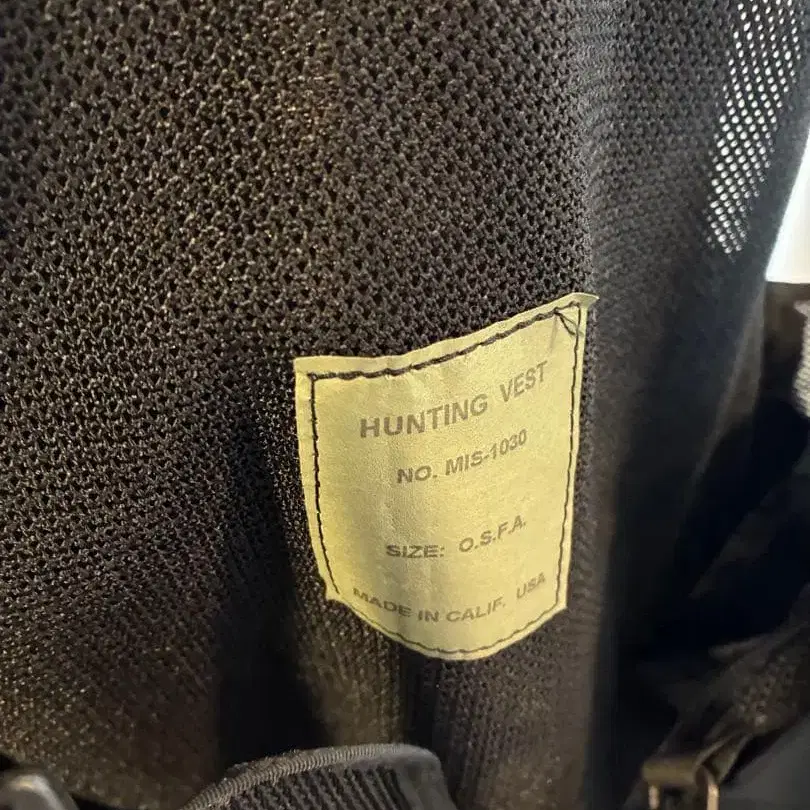 HUNTING VEST
NO. MIS-1030
SIZE: O.S.F.A.
MADE IN CALIF. USA